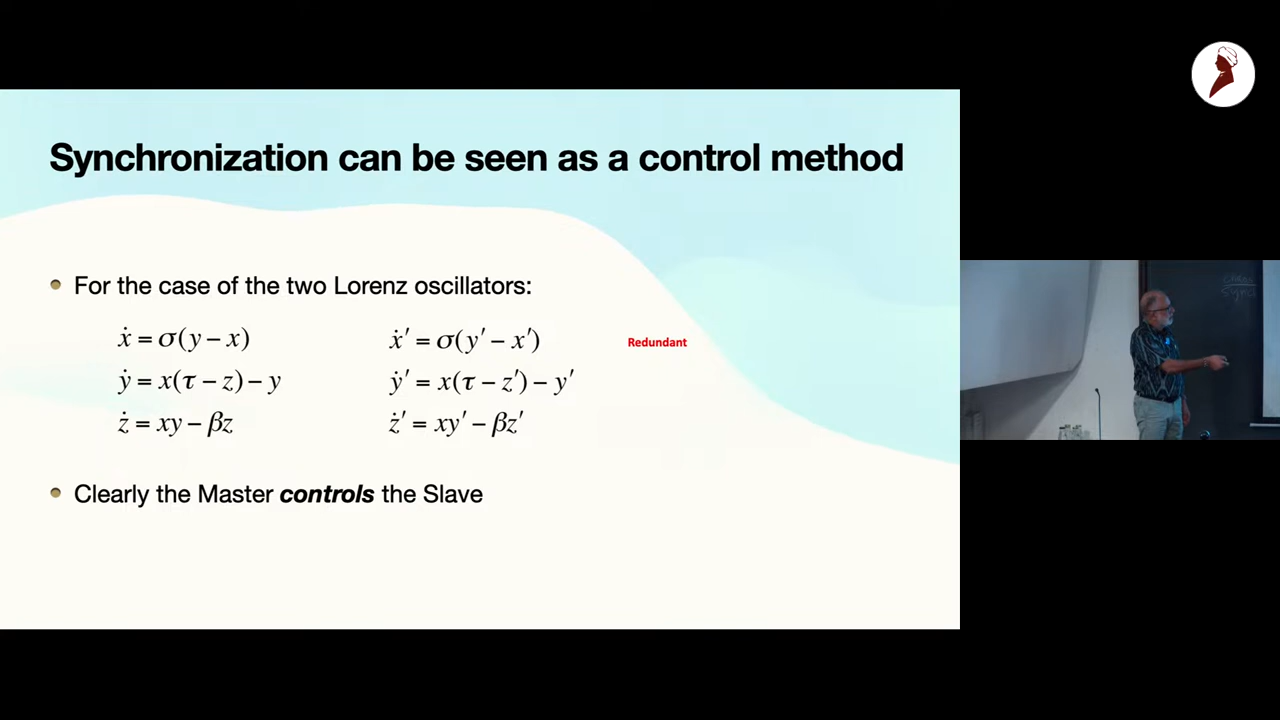 Synchronization can be seen as a control method
For the case of the two Lorenz oscillators:
ẋ = σ(y − x) ẋ′ = σ(y′ − x′) Redundant
ẏ = x(τ − z) − y ẏ′ = x(τ − z′) − y′
ż = xy − βz ż′ = xy′ − βz′
Clearly the Master controls the Slave